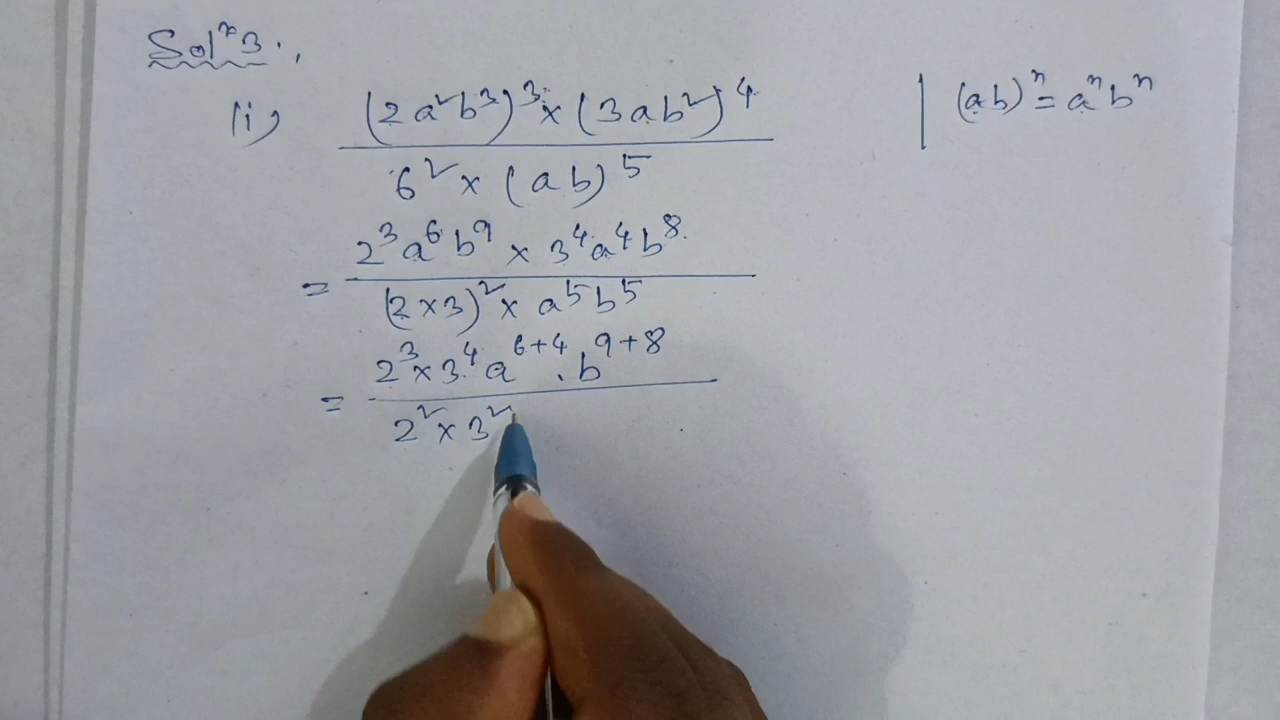 Solⁿ 3:.
(i) (2a²b³)³ × (3ab²)⁴
6² × (ab)⁵
| (ab)ⁿ = aⁿbⁿ
= 2³a⁶b⁹ × 3⁴a⁴b⁸
(2×3)² × a⁵b⁵
= 2³ × 3⁴ a⁶⁺⁴ . b⁹⁺⁸
2² × 3²